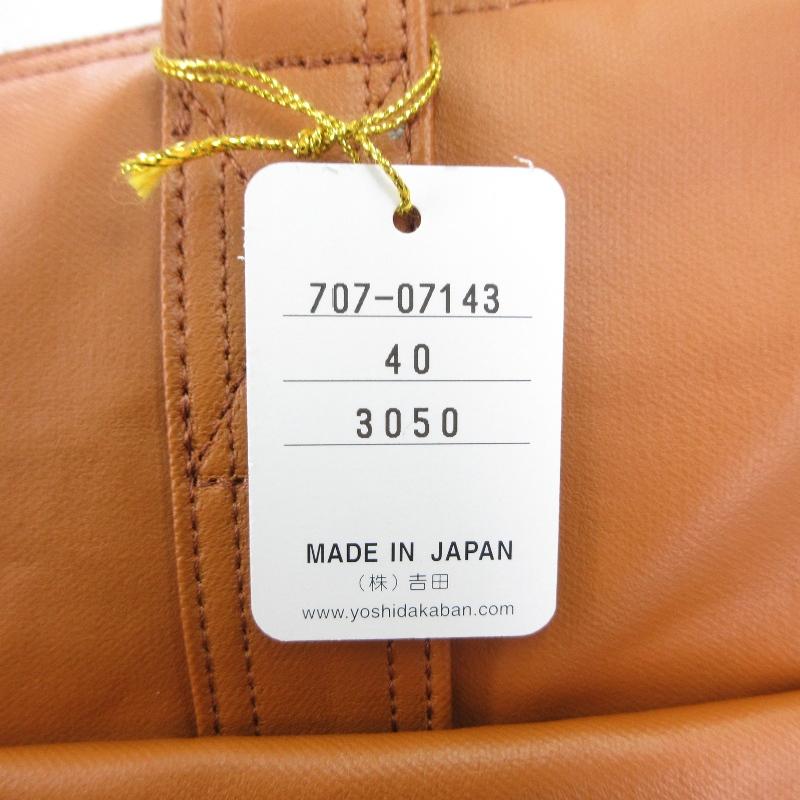 707-07143
40
3050
MADE IN JAPAN
（株）吉田
www.yoshidakaban.com